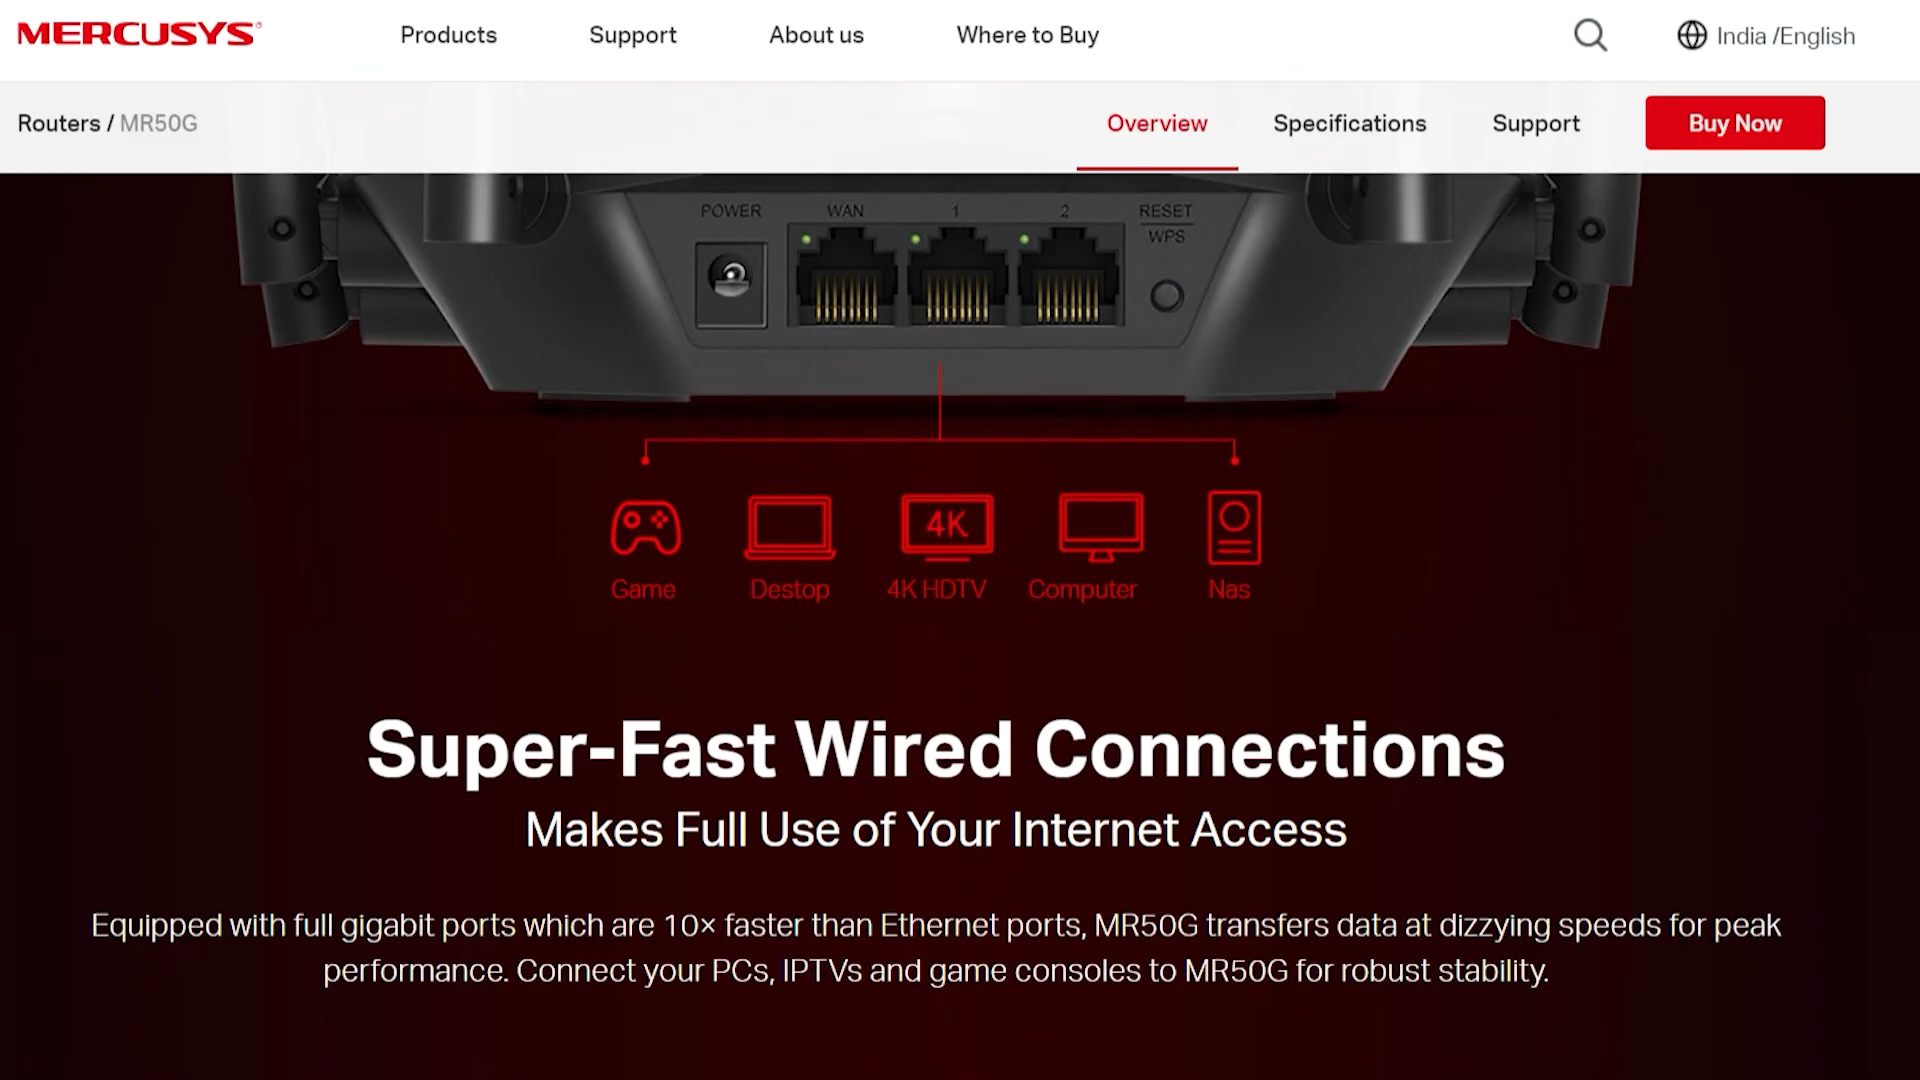 MERCUSYS
Products Support About us Where to Buy India /English
Routers / MR50G Overview Specifications Support Buy Now
POWER WAN 1 2 RESET
WPS
4K
Game Destop 4K HDTV Computer Nas
Super-Fast Wired Connections
Makes Full Use of Your Internet Access
Equipped with full gigabit ports which are 10× faster than Ethernet ports, MR50G transfers data at dizzying speeds for peak
performance. Connect your PCs, IPTVs and game consoles to MR50G for robust stability.